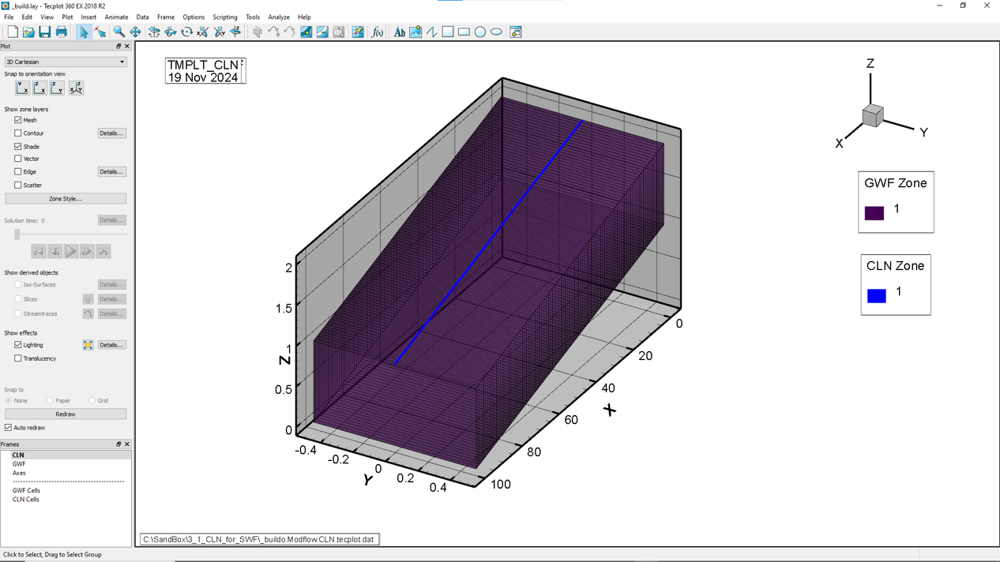 _build.lay - Tecplot 360 EX 2018 R2
File Edit View Plot Insert Animate Data Frame Options Scripting Tools Analyze Help
Plot
3D Cartesian
Snap to orientation view
Show zone layers
Mesh
Contour Details...
Shade
Vector
Edge Details...
Scatter
Zone Style...
Solution time: 0 Details...
Show derived objects
Iso-Surfaces Details...
Slices Details...
Streamtraces Details...
Show effects
Lighting Details...
Translucency
Snap to
None Paper Grid
Redraw
Auto redraw
Frames
CLN
GWF
Axes
GWF Cells
CLN Cells
TMPLT_CLN
19 Nov 2024
Z
X
Y
GWF Zone
1
CLN Zone
1
2
1.5
1
0.5
0
Z
-0.4
-0.2
0
0.2
0.4
Y
0
20
40
60
80
100
X
C:\SandBox\3_1_CLN_for_SWF\_buildo.Modflow.CLN.tecplot.dat
Click to Select, Drag to Select Group